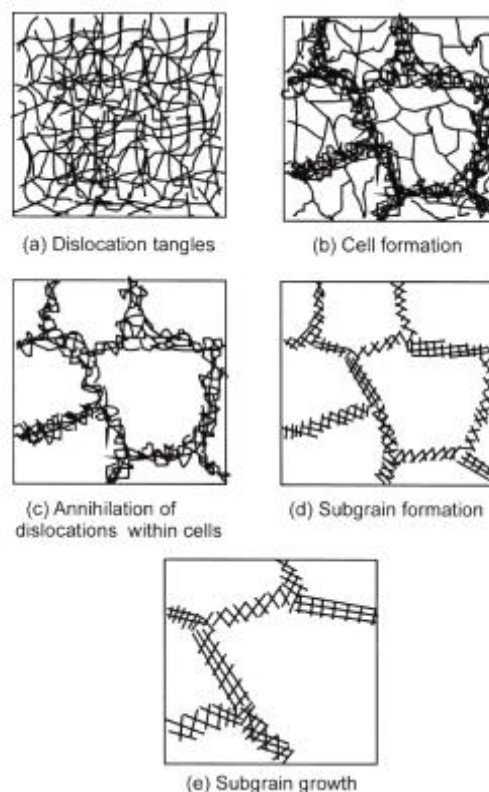 (a) Dislocation tangles
(b) Cell formation
(c) Annihilation of
dislocations within cells
(d) Subgrain formation
(e) Subgrain growth